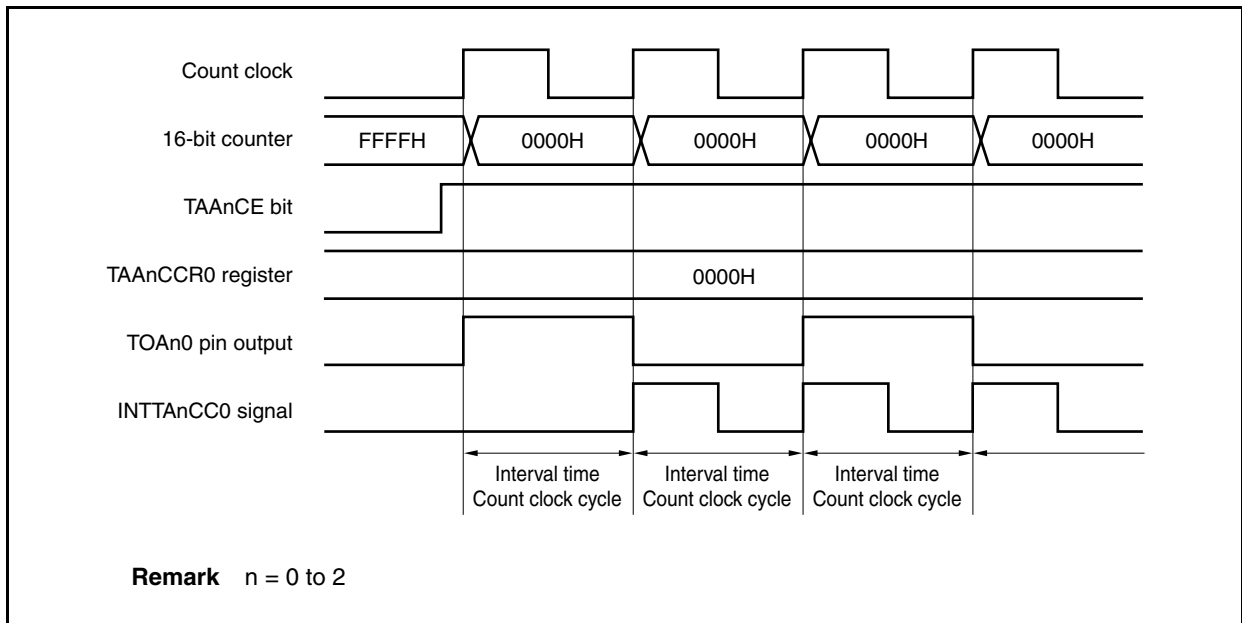 Count clock
16-bit counter
FFFFH 0000H 0000H 0000H 0000H
TAAnCE bit
TAAnCCR0 register
0000H
TOAn0 pin output
INTTAnCC0 signal
Interval time
Count clock cycle
Interval time
Count clock cycle
Interval time
Count clock cycle
Remark n = 0 to 2